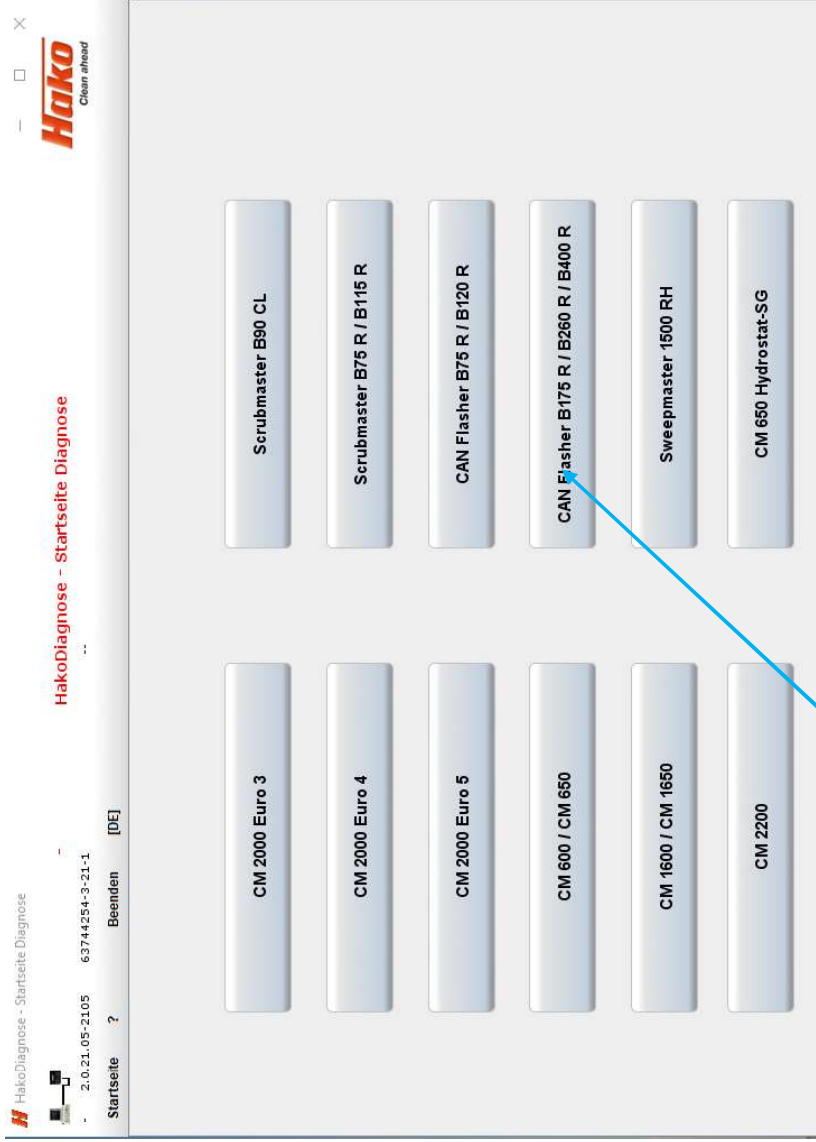 HakoDiagnose - Startseite Diagnose
Hako
Clean ahead
-
HakoDiagnose - Startseite Diagnose
- 2.0.21.05-2105 63744254-3-21-1 --
Startseite ? Beenden [DE]
CM 2000 Euro 3
Scrubmaster B90 CL
CM 2000 Euro 4
Scrubmaster B75 R / B115 R
CM 2000 Euro 5
CAN Flasher B75 R / B120 R
CM 600 / CM 650
CAN Flasher B175 R / B260 R / B400 R
CM 1600 / CM 1650
Sweepmaster 1500 RH
CM 2200
CM 650 Hydrostat-SG